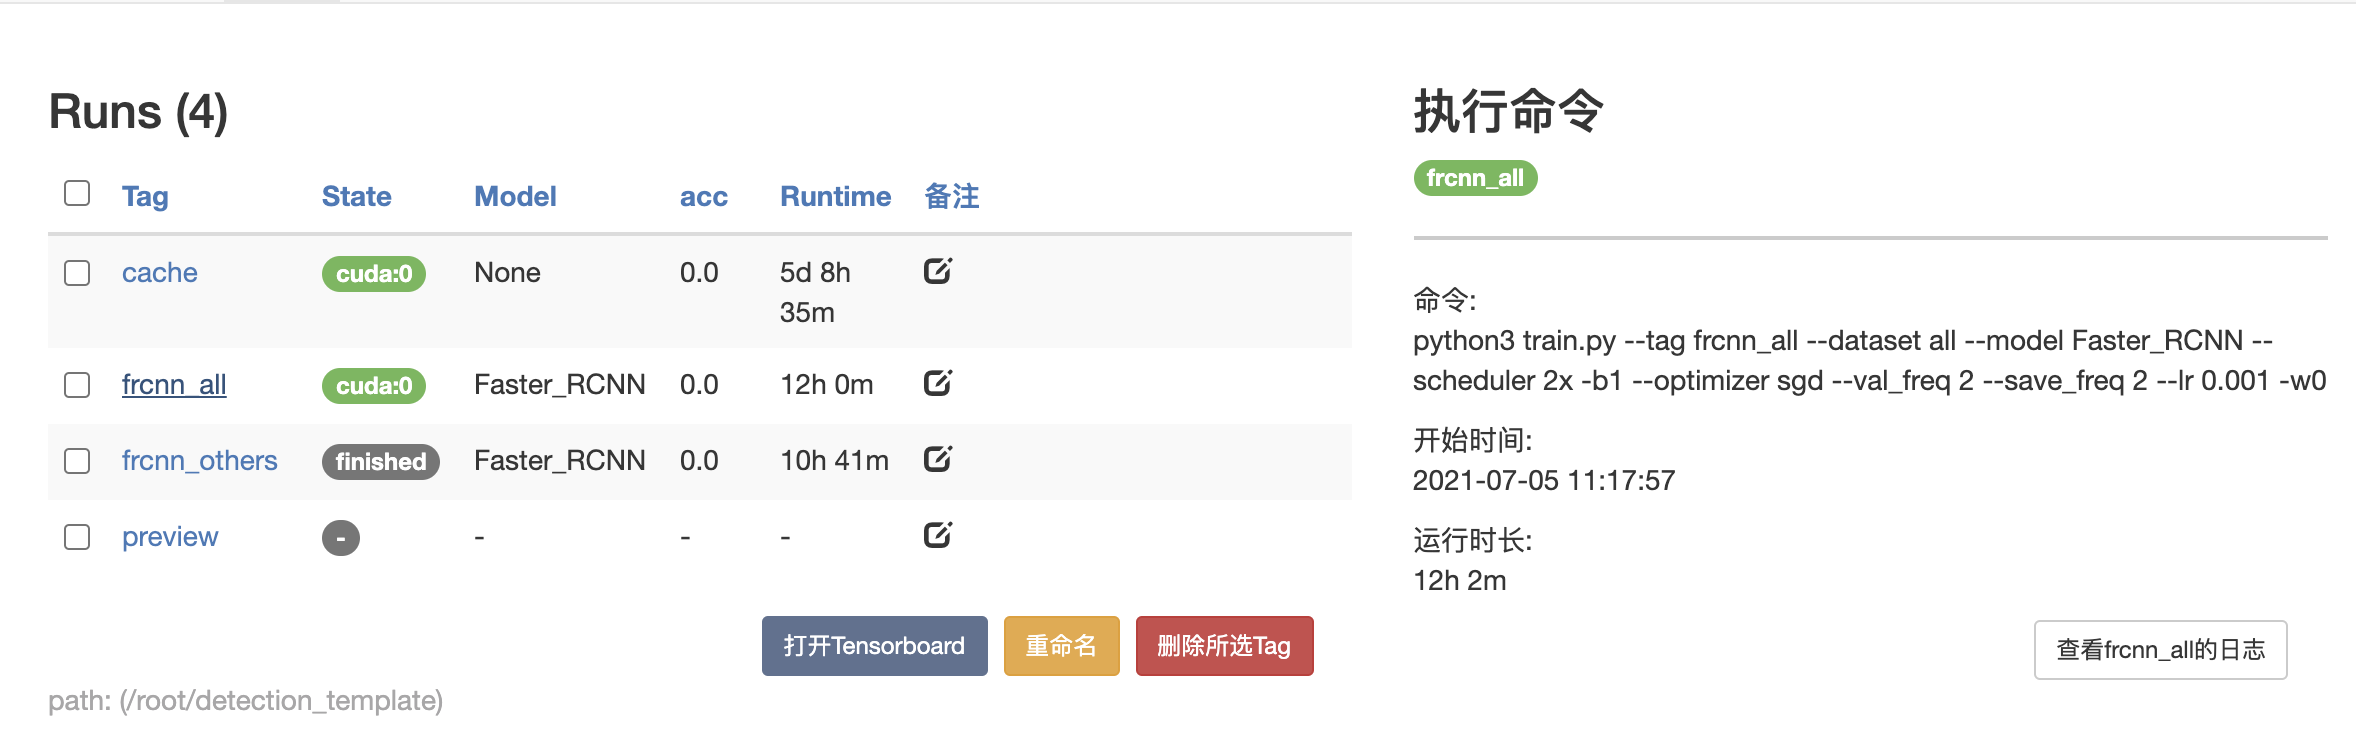 Runs (4)
Tag State Model acc Runtime 备注
cache cuda:0 None 0.0 5d 8h
35m
frcnn_all cuda:0 Faster_RCNN 0.0 12h 0m
frcnn_others finished Faster_RCNN 0.0 10h 41m
preview - - - -
打开Tensorboard 重命名 删除所选Tag
path: (/root/detection_template)
执行命令
frcnn_all
命令:
python3 train.py --tag frcnn_all --dataset all --model Faster_RCNN --
scheduler 2x -b1 --optimizer sgd --val_freq 2 --save_freq 2 --lr 0.001 -w0
开始时间:
2021-07-05 11:17:57
运行时长:
12h 2m
查看frcnn_all的日志